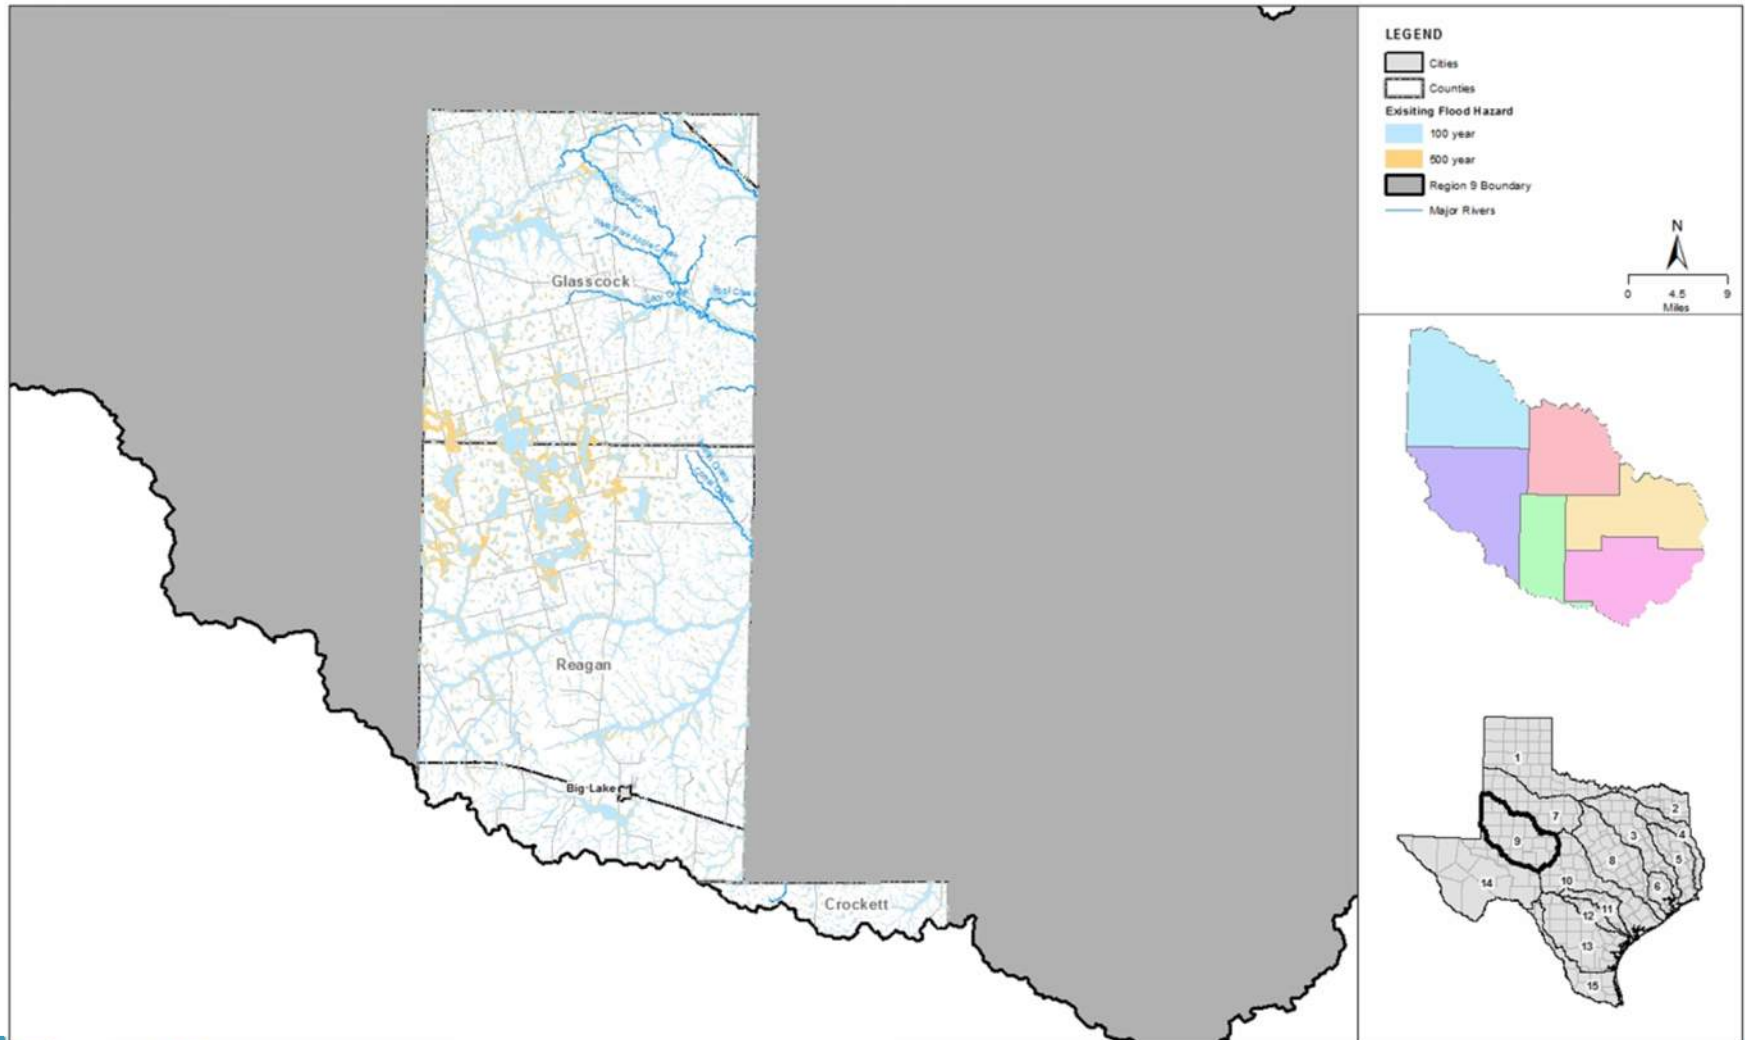 LEGEND
Cities
Counties
Exisiting Flood Hazard
100 year
500 year
Region 9 Boundary
Major Rivers
N
0 4.5 9
Miles
Glasscock
Reagan
Big Lake
Crockett
1
2
7
3
4
9
8
5
14
10
6
11
12
13
15